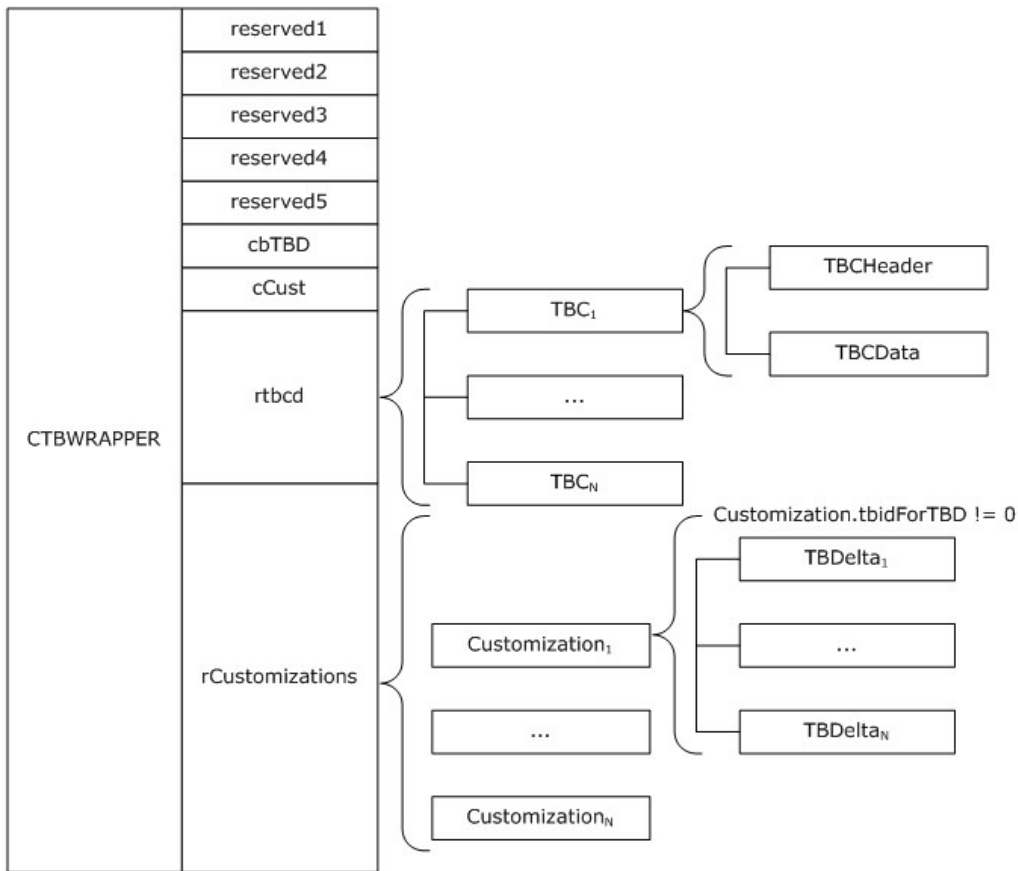 CTBWRAPPER
reserved1
reserved2
reserved3
reserved4
reserved5
cbTBD
cCust
rtbcd
rCustomizations
TBC₁
...
TBCₙ
TBCHeader
TBCData
Customization₁
...
Customizationₙ
Customization.tbidForTBD != 0
TBDelta₁
...
TBDeltaₙ